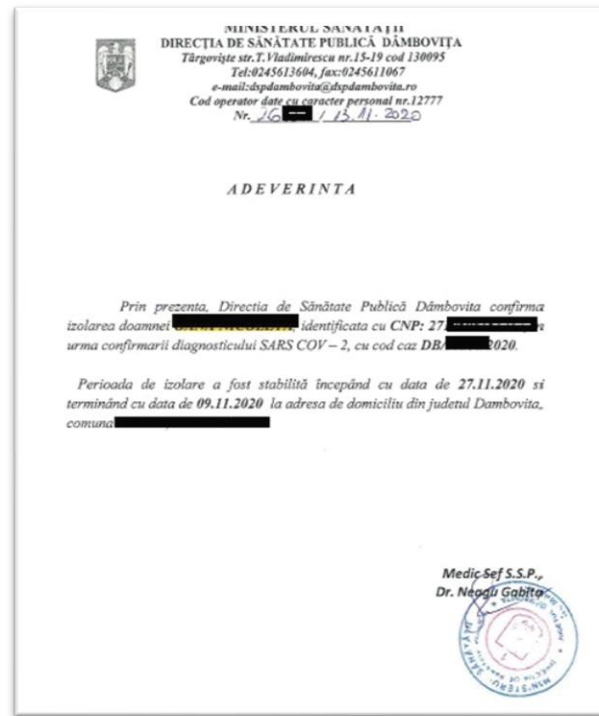 MINISTERUL SĂNĂTĂȚII
DIRECȚIA DE SĂNĂTATE PUBLICĂ DÂMBOVIȚA
Târgoviște str.T.Vladimirescu nr.15-19 cod 130095
Tel:0245613604, fax:0245611067
e-mail:dspdambovita@dspdambovita.ro
Cod operator date cu caracter personal nr.12777
Nr. 26 / 13.11.2020
ADEVERINTA
Prin prezenta, Directia de Sănătate Publică Dâmbovita confirma
izolarea doamnei identificata cu CNP: 27
urma confirmarii diagnosticului SARS COV – 2, cu cod caz DB/ 2020.
Perioada de izolare a fost stabilită începând cu data de 27.11.2020 si
terminând cu data de 09.11.2020 la adresa de domiciliu din judetul Dambovita,
comuna
Medic Sef S.S.P.,
Dr. Neagu Gabița